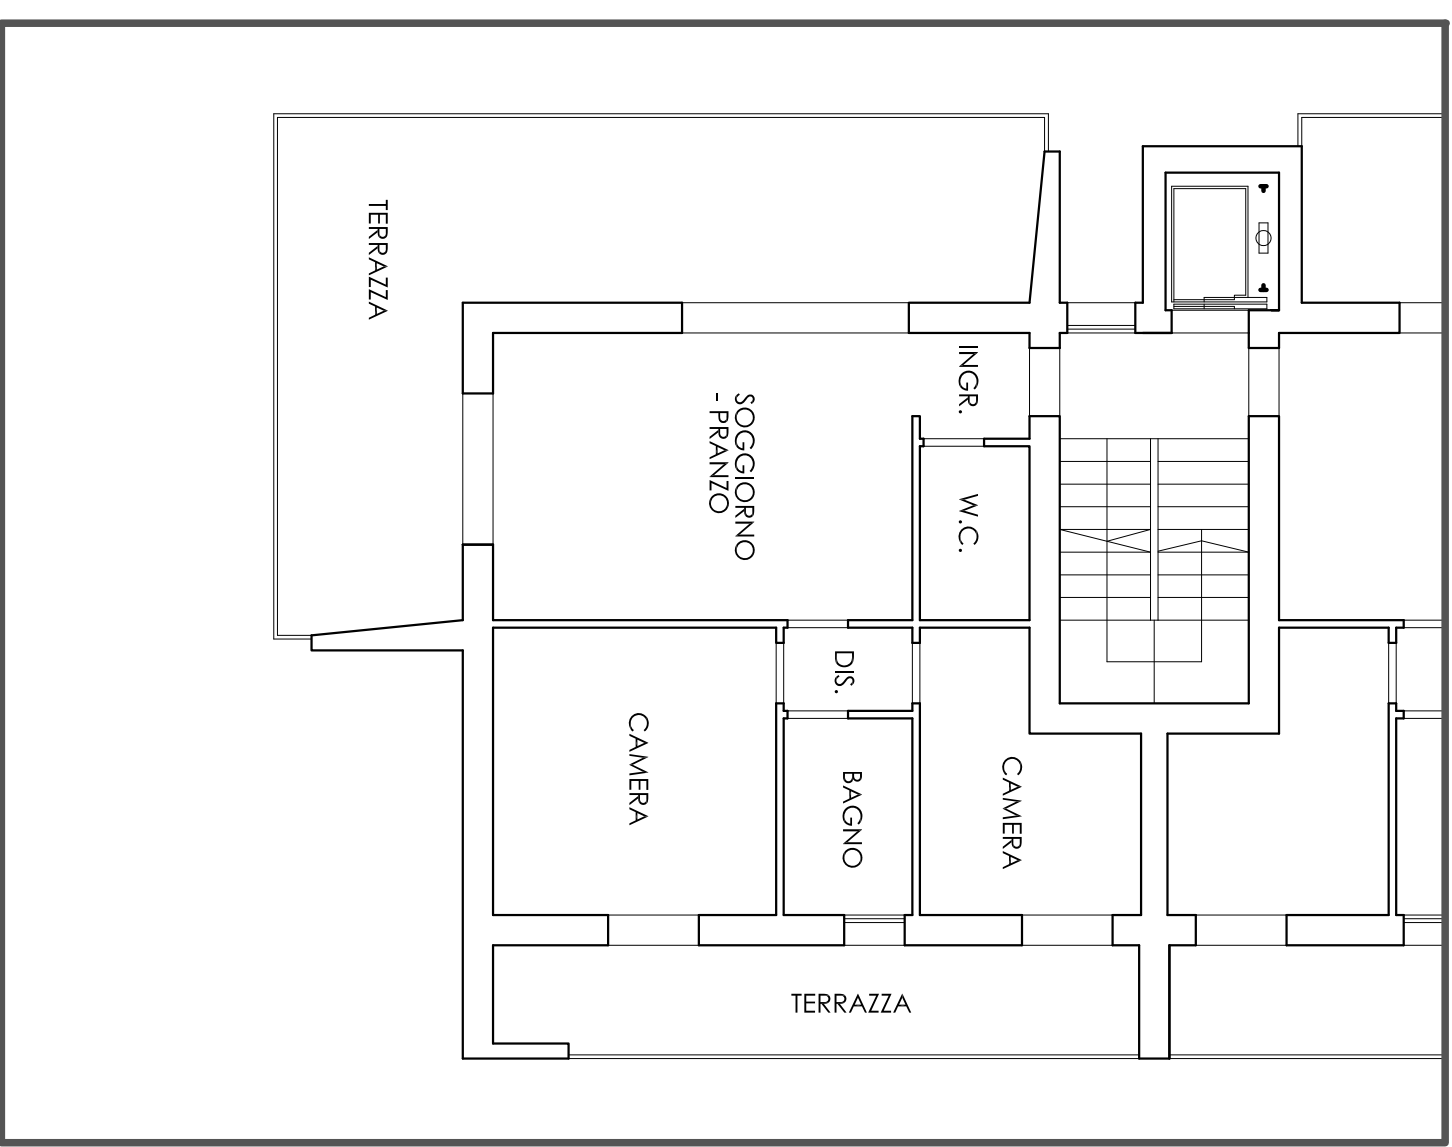 TERRAZZA
INGR.
SOGGIORNO
- PRANZO
W.C.
DIS.
CAMERA
BAGNO
CAMERA
TERRAZZA